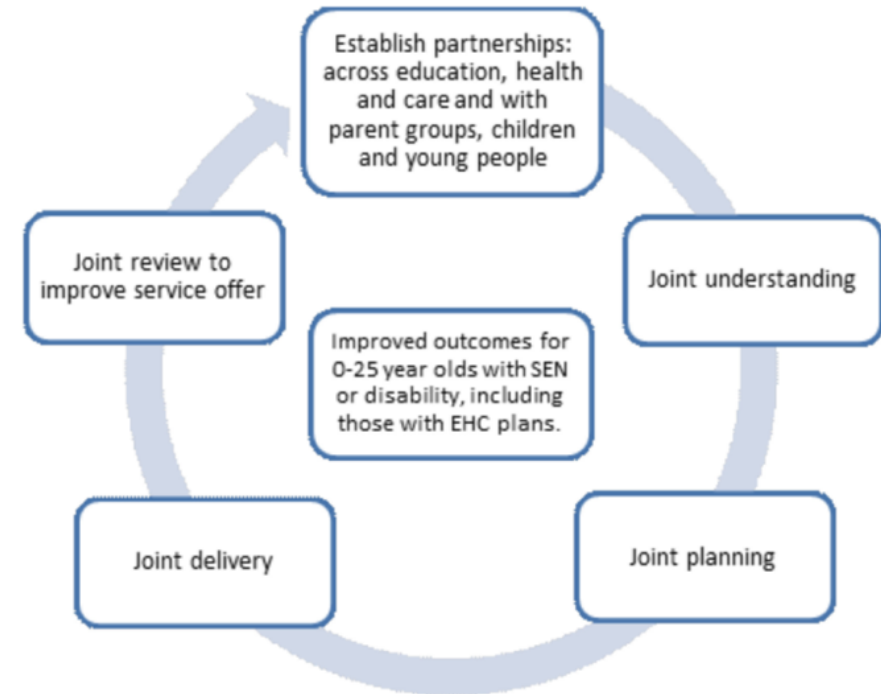 Establish partnerships:
across education, health
and care and with
parent groups, children
and young people
Joint understanding
Joint planning
Joint delivery
Joint review to
improve service offer
Improved outcomes for
0-25 year olds with SEN
or disability, including
those with EHC plans.